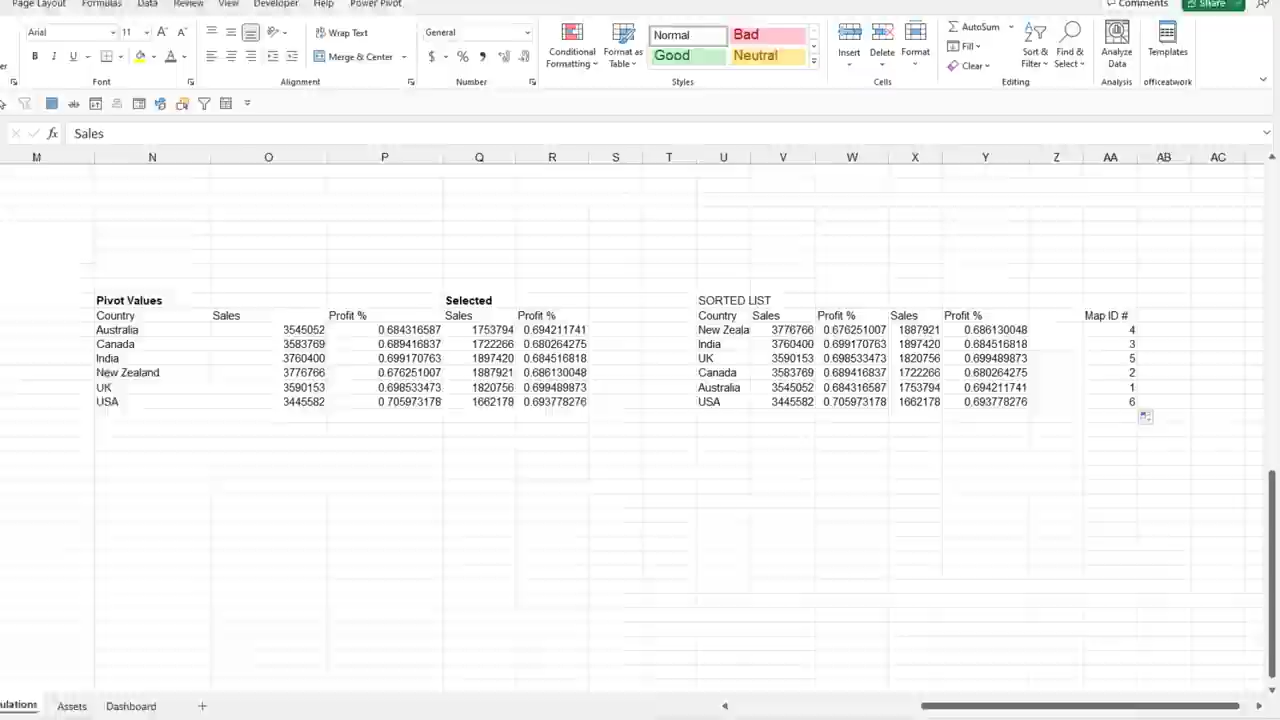 Page Layout Formulas Data Review View Developer Help Power Pivot Comments Share
Arial 11 Wrap Text General Normal Bad AutoSum
B I U Merge & Center $ % Conditional Formatting Format as Table Good Neutral Insert Delete Format Fill Clear Sort & Filter Find & Select Analyze Data Templates
Font Alignment Number Styles Cells Editing Analysis officeatwork
fx Sales
M N O P Q R S T U V W X Y Z AA AB AC
Pivot Values Selected SORTED LIST
Country Sales Profit % Sales Profit % Country Sales Profit % Sales Profit % Map ID #
Australia 3545052 0.684316587 1753794 0.694211741 New Zeala 3776766 0.676251007 1887921 0.686130048 4
Canada 3583769 0.689416837 1722266 0.680264275 India 3760400 0.699170763 1897420 0.684516818 3
India 3760400 0.699170763 1897420 0.684516818 UK 3590153 0.698533473 1820756 0.699489873 5
New Zealand 3776766 0.676251007 1887921 0.686130048 Canada 3583769 0.689416837 1722266 0.680264275 2
UK 3590153 0.698533473 1820756 0.699489873 Australia 3545052 0.684316587 1753794 0.694211741 1
USA 3445582 0.705973178 1662178 0.693778276 USA 3445582 0.705973178 1662178 0.693778276 6
ulations Assets Dashboard +